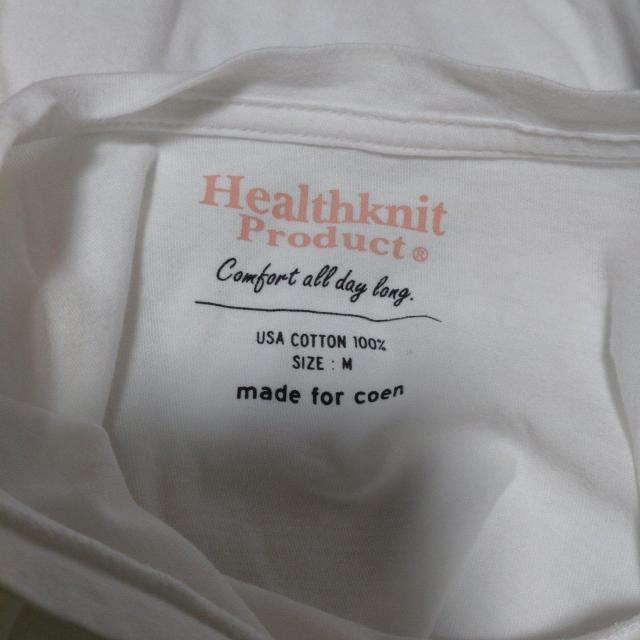 Healthknit
Product®
Comfort all day long.
USA COTTON 100%
SIZE : M
made for coen